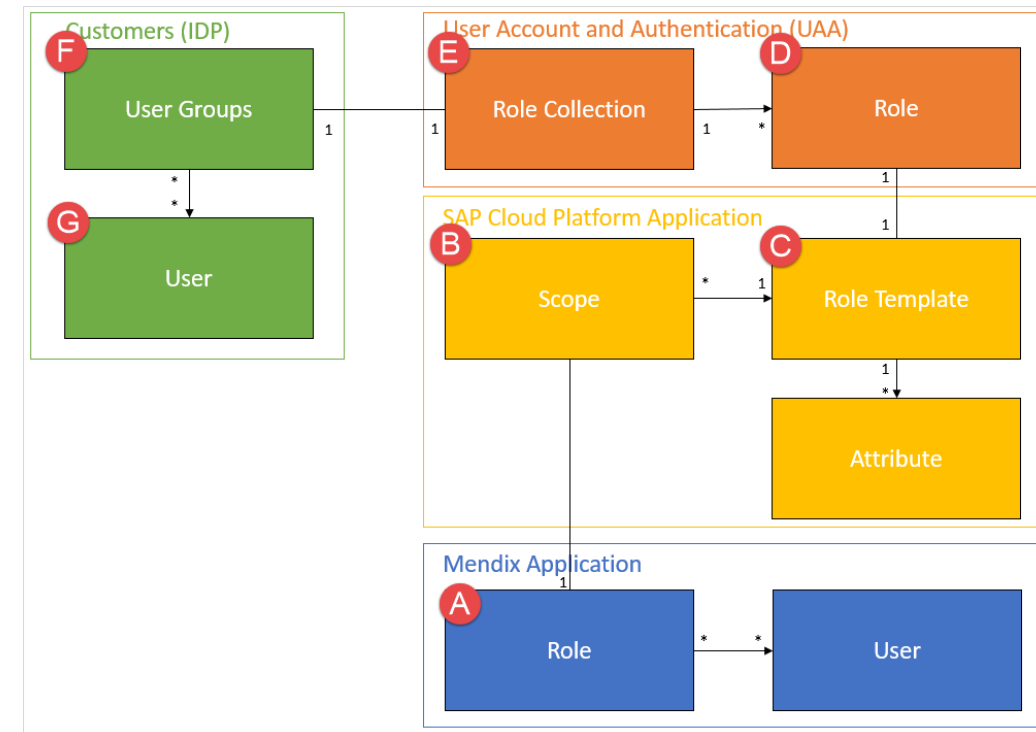 Customers (IDP)
User Account and Authentication (UAA)
F
E
D
User Groups
Role Collection
Role
1
1
1
*
*
*
1
G
User
SAP Cloud Platform Application
1
B
C
Scope
*
1
Role Template
1
*
Attribute
Mendix Application
1
A
Role
*
*
User